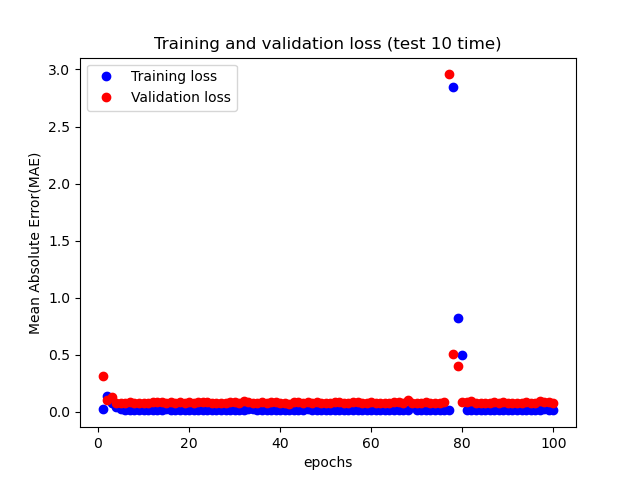 Training and validation loss (test 10 time)
Training loss
Validation loss
Mean Absolute Error(MAE)
3.0
2.5
2.0
1.5
1.0
0.5
0.0
0 20 40 60 80 100
epochs